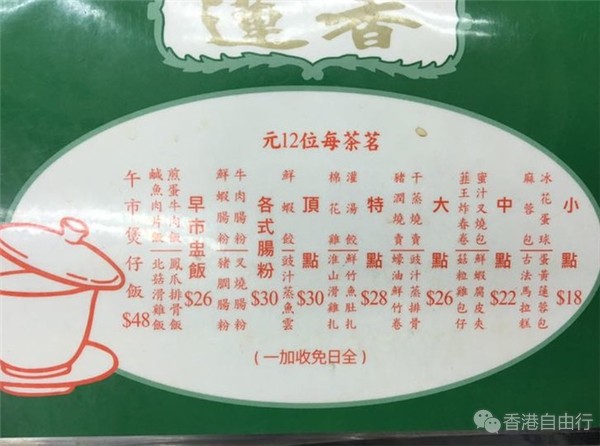 蓮香
茗茶每位12元
小點 $18
冰花蛋球 蛋黃蓮蓉包
麻蓉包 古法馬拉糕
中點 $22
蜜汁叉燒包 鮮蝦腐皮夾
韮王炸春卷 菇粒雞包仔
大點 $26
干蒸燒賣 豉汁蒸排骨
豬潤燒賣 蠔油鮮竹卷
特點 $28
灌湯餃 鮮竹魚肚扎
棉花雞 淮山滑雞扎
頂點 $30
鮮蝦餃 豉汁蒸魚雲
各式腸粉 $30
牛肉腸粉 叉燒腸粉
鮮蝦腸粉 豬膶腸粉
早市盅飯 $26
煎蛋牛肉飯 鳳爪排骨飯
鹹魚肉片飯 北菇滑雞飯
午市煲仔飯 $48
(全日免收加一)
香港自由行